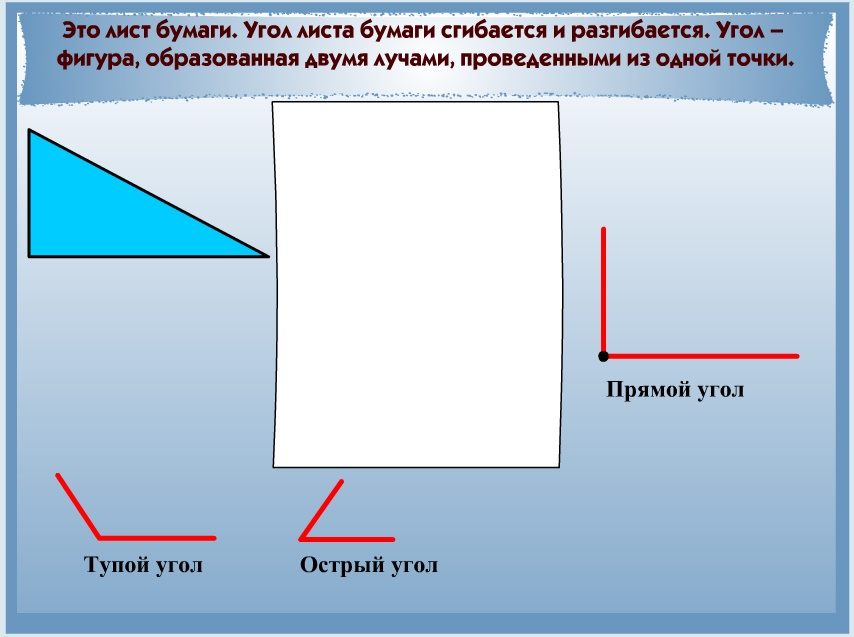 Это лист бумаги. Угол листа бумаги сгибается и разгибается. Угол –
фигура, образованная двумя лучами, проведенными из одной точки.
Прямой угол
Тупой угол
Острый угол